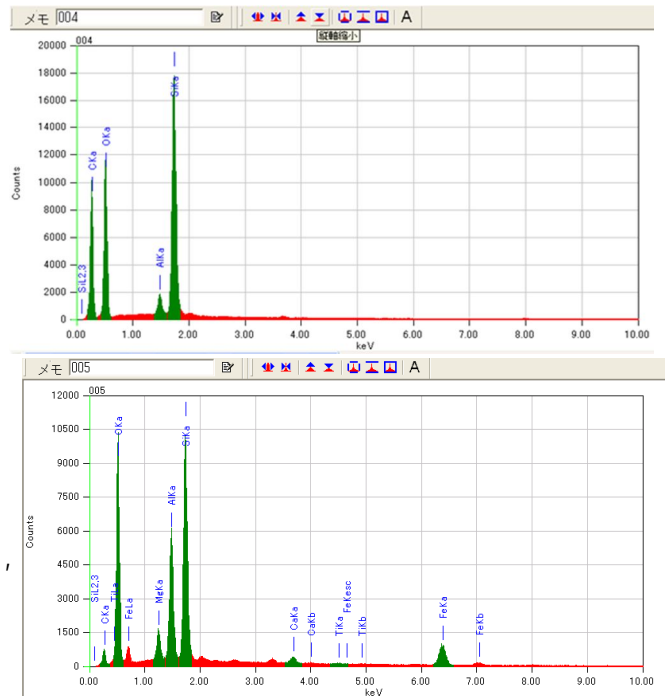 メモ 004 A
縦軸縮小
004
20000
18000
16000
14000
12000
10000
8000
6000
4000
2000
0
Counts
SiL2,3
CKa
OKa
AlKa
SiKa
0.00 1.00 2.00 3.00 4.00 5.00 6.00 7.00 8.00 9.00 10.00
keV
メモ 005 A
005
12000
10500
9000
7500
6000
4500
3000
1500
0
Counts
SiL2,3
CKa
TiLa
OKa
FeLa
MgKa
AlKa
SiKa
CaKa
CaKb
TiKa
FeKesc
TiKb
FeKa
FeKb
0.00 1.00 2.00 3.00 4.00 5.00 6.00 7.00 8.00 9.00 10.00
keV
,